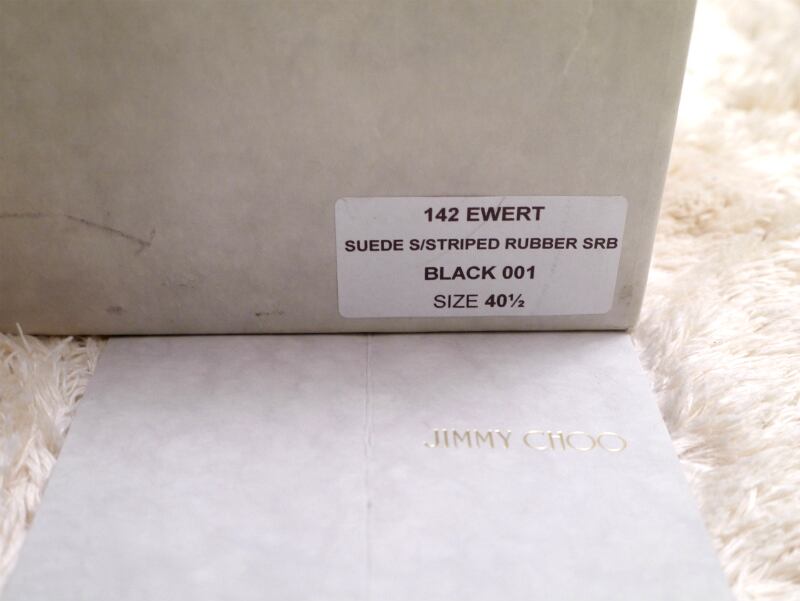 142 EWERT
SUEDE S/STRIPED RUBBER SRB
BLACK 001
SIZE 40½
JIMMY CHOO